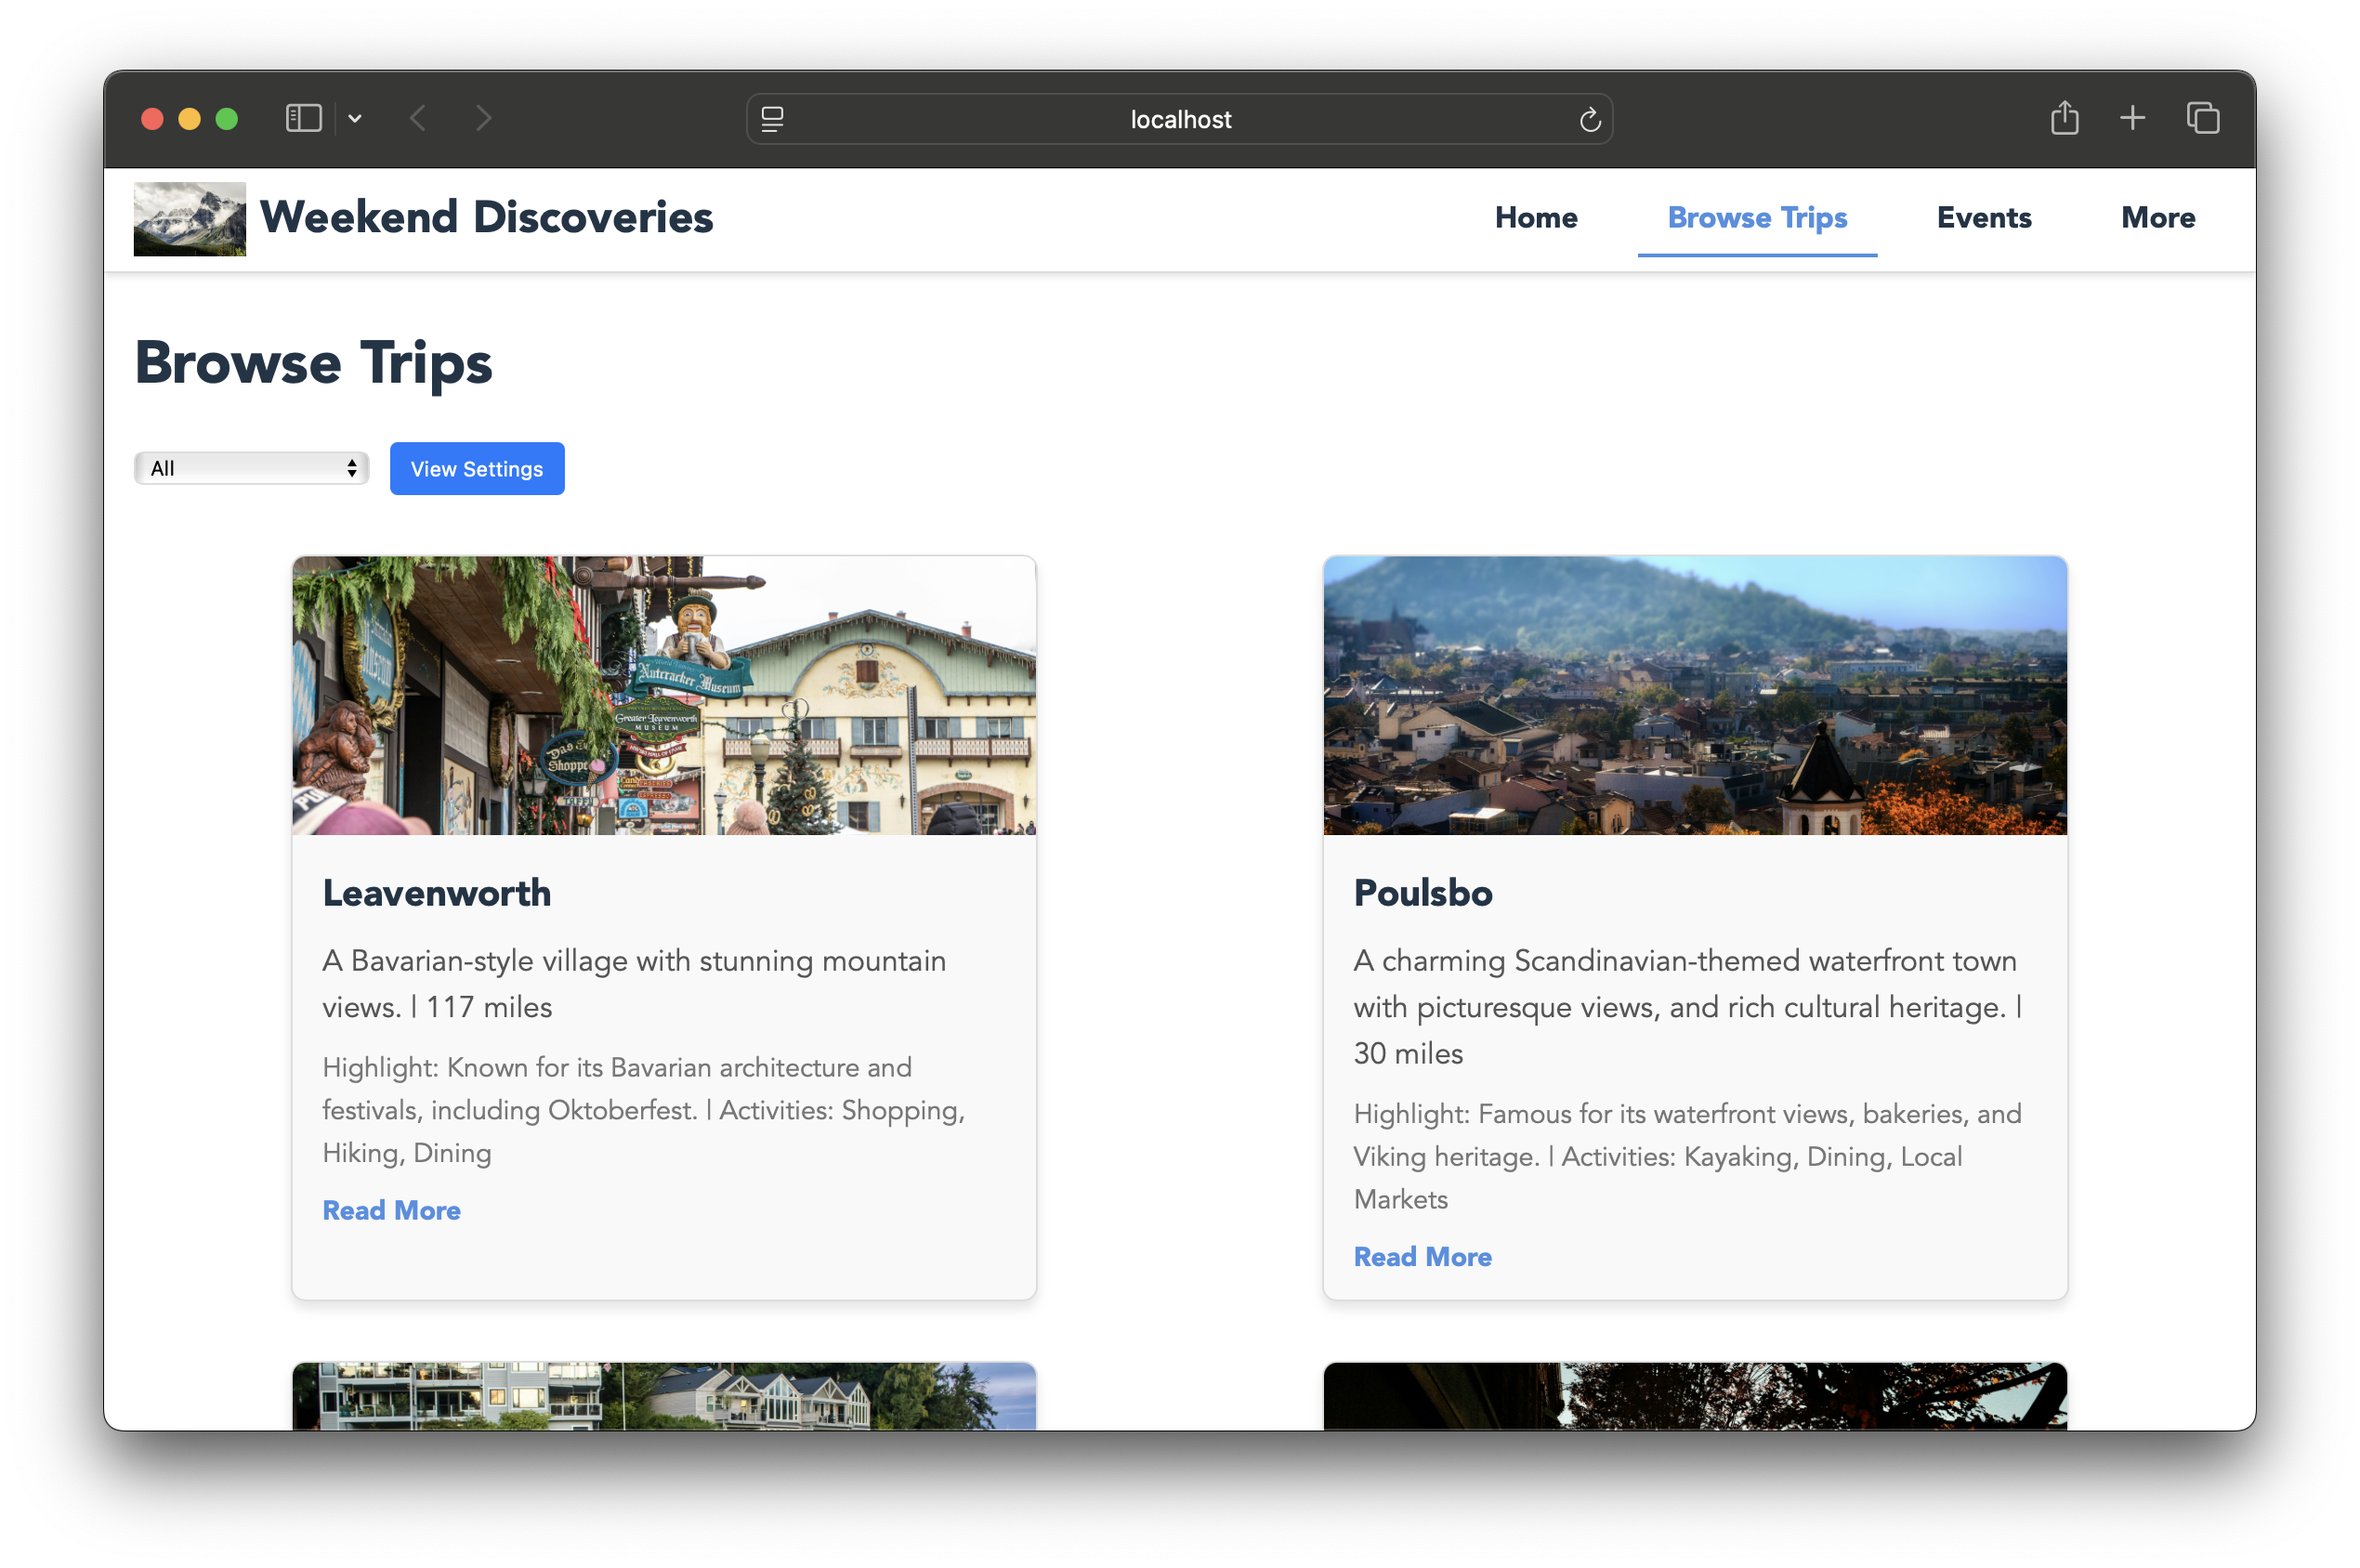 localhost
Weekend Discoveries
Home
Browse Trips
Events
More
Browse Trips
All
View Settings
Nutcracker Museum
Greater Leavenworth
MUSEUM
Das
Shoppe
TAFFY
Leavenworth
A Bavarian-style village with stunning mountain
views. | 117 miles
Highlight: Known for its Bavarian architecture and
festivals, including Oktoberfest. | Activities: Shopping,
Hiking, Dining
Read More
Poulsbo
A charming Scandinavian-themed waterfront town
with picturesque views, and rich cultural heritage. |
30 miles
Highlight: Famous for its waterfront views, bakeries, and
Viking heritage. | Activities: Kayaking, Dining, Local
Markets
Read More